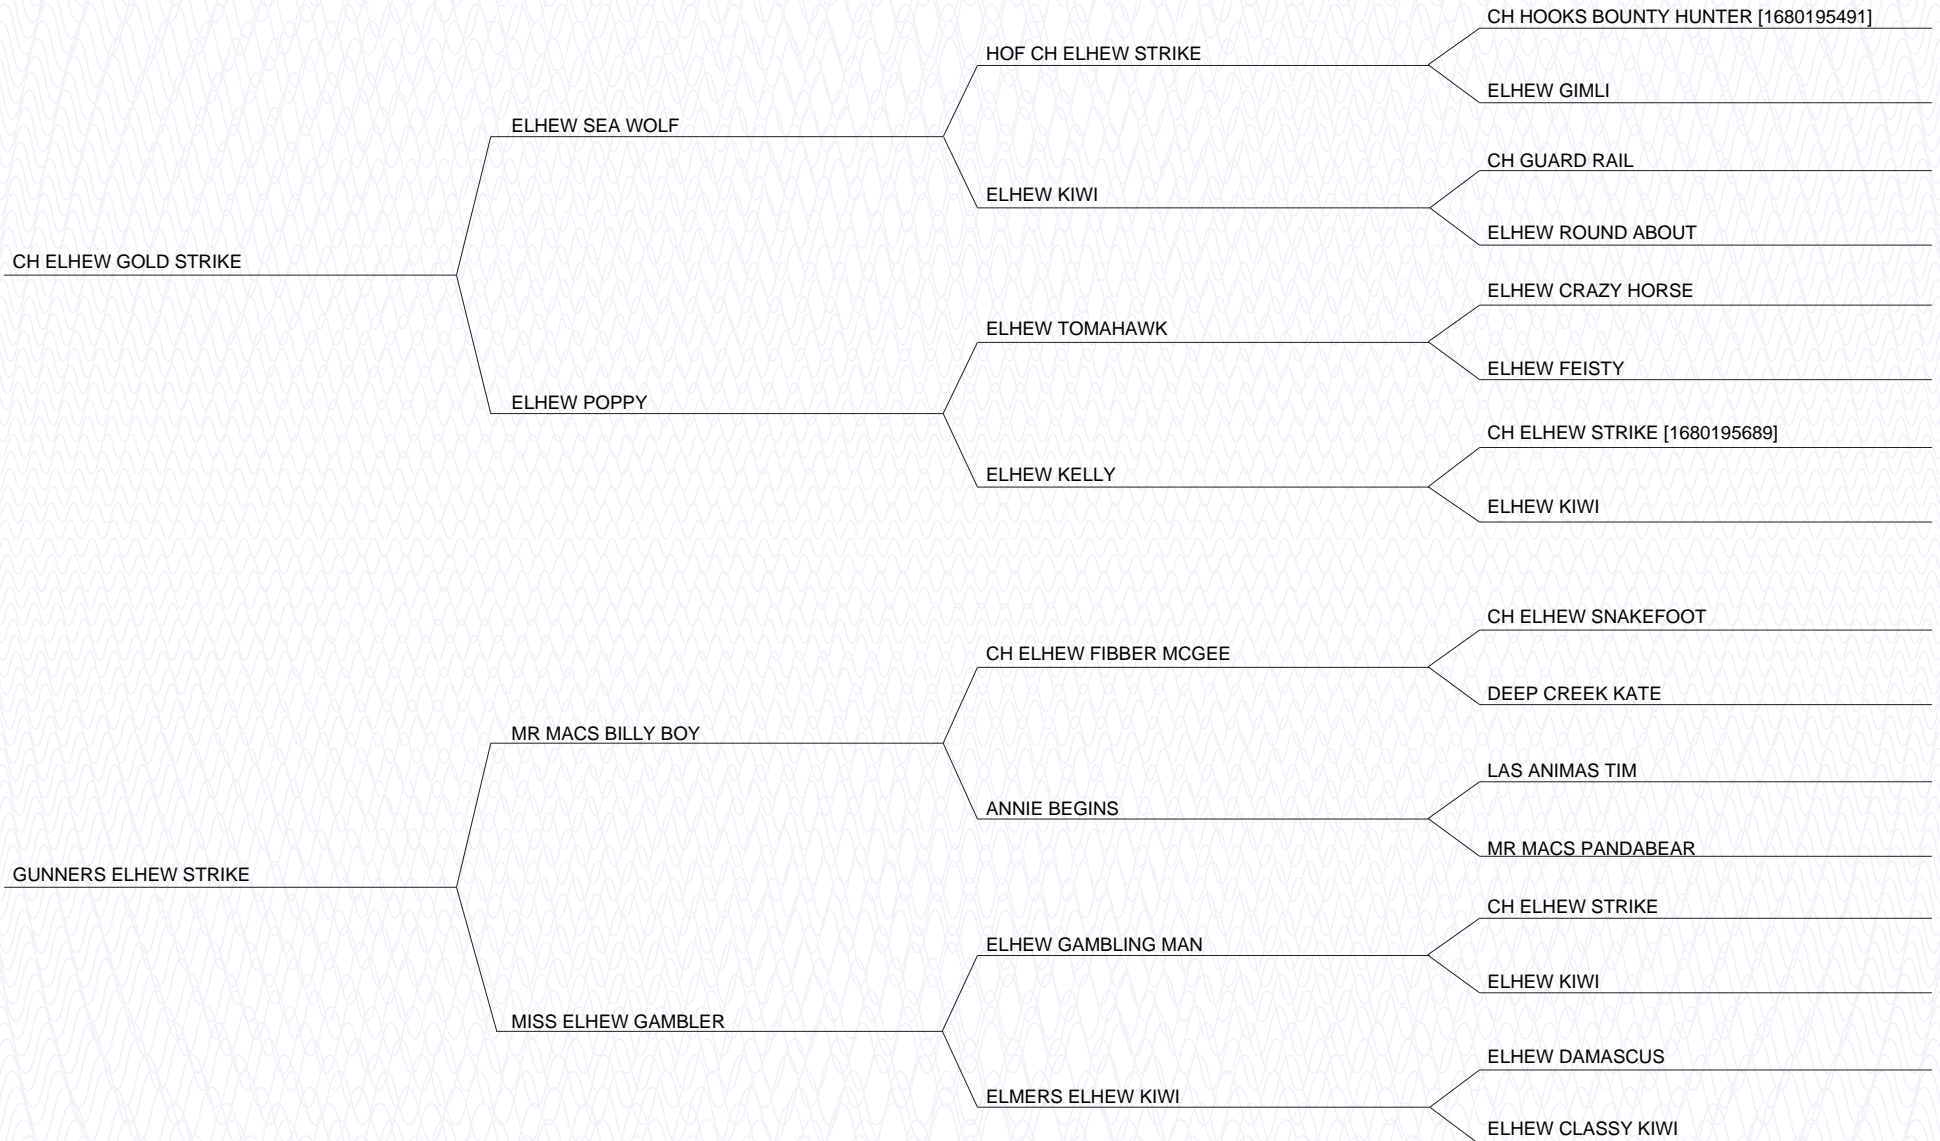 CH HOOKS BOUNTY HUNTER [1680195491]
HOF CH ELHEW STRIKE
ELHEW GIMLI
ELHEW SEA WOLF
CH GUARD RAIL
ELHEW KIWI
ELHEW ROUND ABOUT
CH ELHEW GOLD STRIKE
ELHEW CRAZY HORSE
ELHEW TOMAHAWK
ELHEW FEISTY
ELHEW POPPY
CH ELHEW STRIKE [1680195689]
ELHEW KELLY
ELHEW KIWI
CH ELHEW SNAKEFOOT
CH ELHEW FIBBER MCGEE
DEEP CREEK KATE
MR MACS BILLY BOY
LAS ANIMAS TIM
ANNIE BEGINS
MR MACS PANDABEAR
GUNNERS ELHEW STRIKE
CH ELHEW STRIKE
ELHEW GAMBLING MAN
ELHEW KIWI
MISS ELHEW GAMBLER
ELHEW DAMASCUS
ELMERS ELHEW KIWI
ELHEW CLASSY KIWI